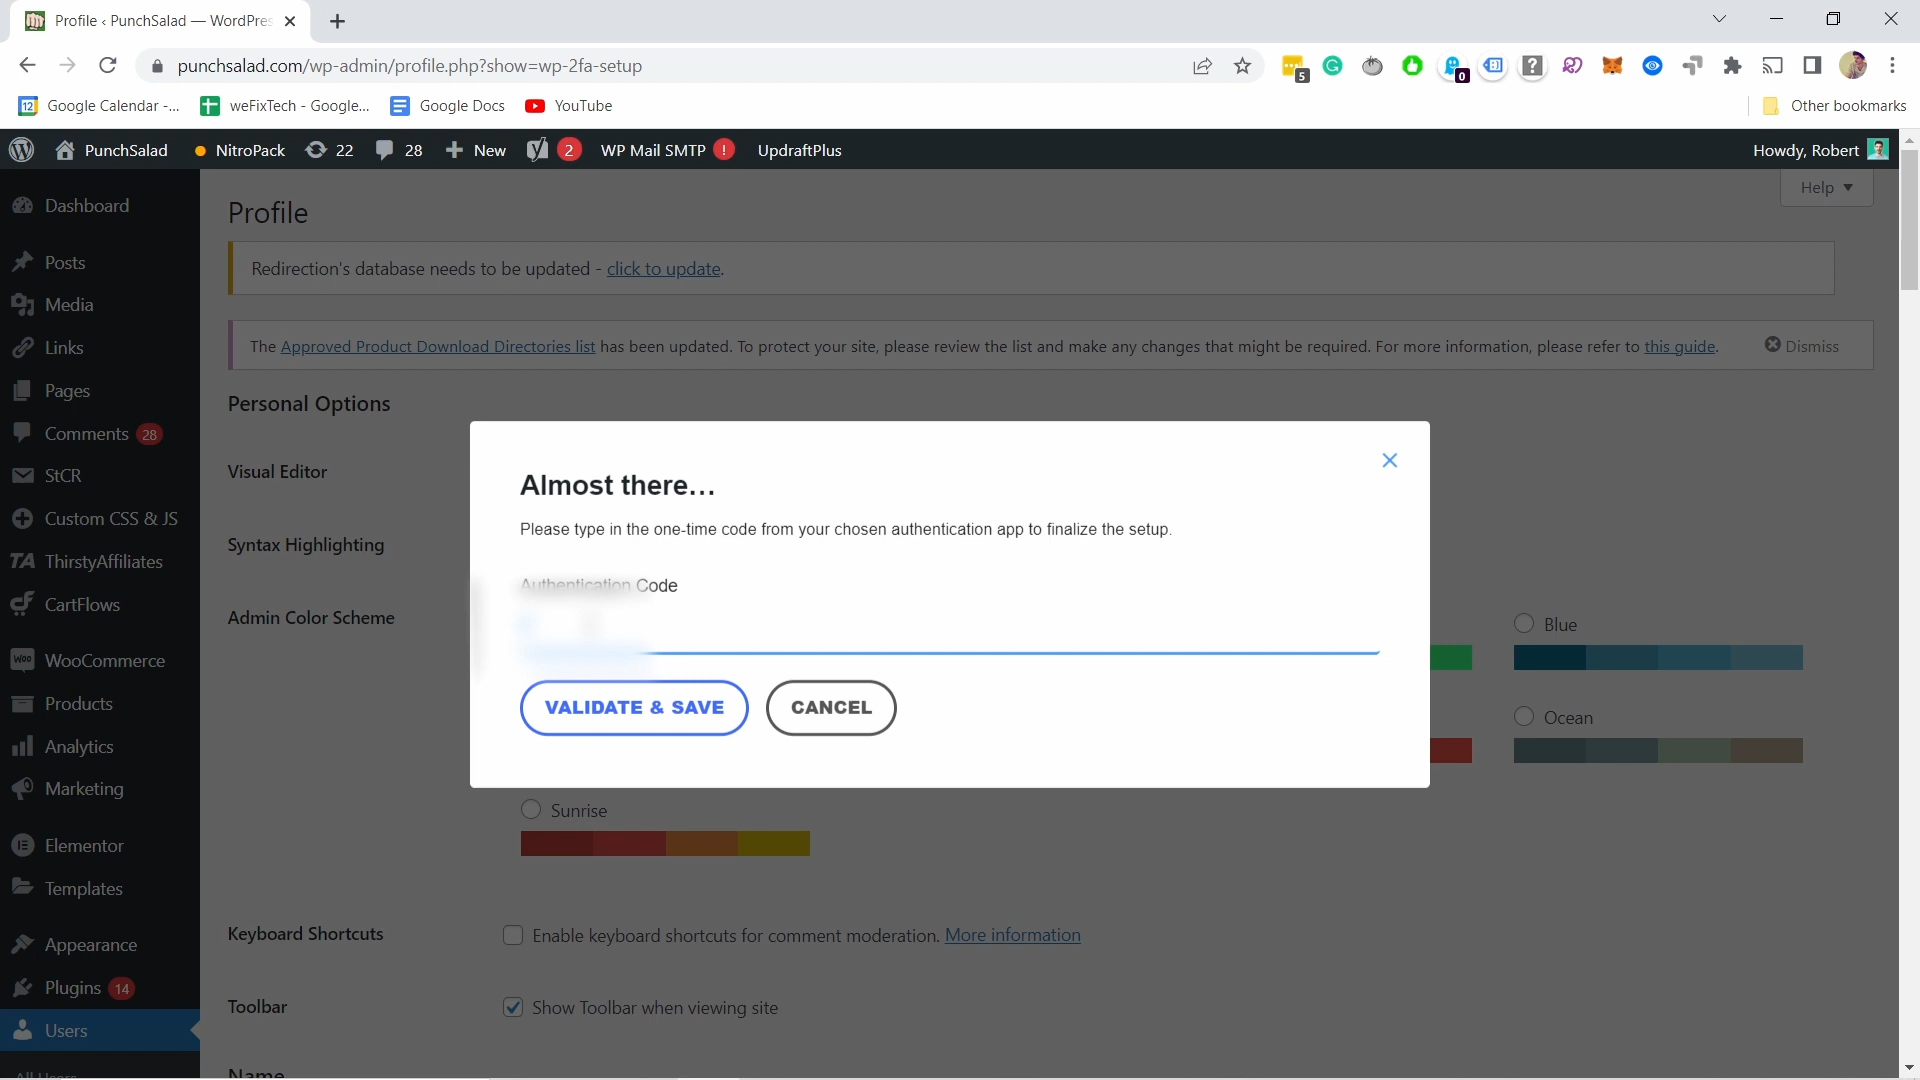 Profile ‹ PunchSalad — WordPres
punchsalad.com/wp-admin/profile.php?show=wp-2fa-setup
5
0
Google Calendar -...
weFixTech - Google...
Google Docs
YouTube
Other bookmarks
PunchSalad
NitroPack
22
28
New
2
WP Mail SMTP
!
UpdraftPlus
Howdy, Robert
Dashboard
Posts
Media
Links
Pages
Comments 28
StCR
Custom CSS & JS
TA ThirstyAffiliates
CartFlows
Woo WooCommerce
Products
Analytics
Marketing
Elementor
Templates
Appearance
Plugins 14
Users
All Users
Help
Profile
Redirection's database needs to be updated - click to update.
The Approved Product Download Directories list has been updated. To protect your site, please review the list and make any changes that might be required. For more information, please refer to this guide.
Dismiss
Personal Options
Visual Editor
Syntax Highlighting
Admin Color Scheme
Almost there...
Please type in the one-time code from your chosen authentication app to finalize the setup.
Authentication Code
VALIDATE & SAVE
CANCEL
Blue
Ocean
Sunrise
Keyboard Shortcuts
Enable keyboard shortcuts for comment moderation. More information
Toolbar
Show Toolbar when viewing site
Name